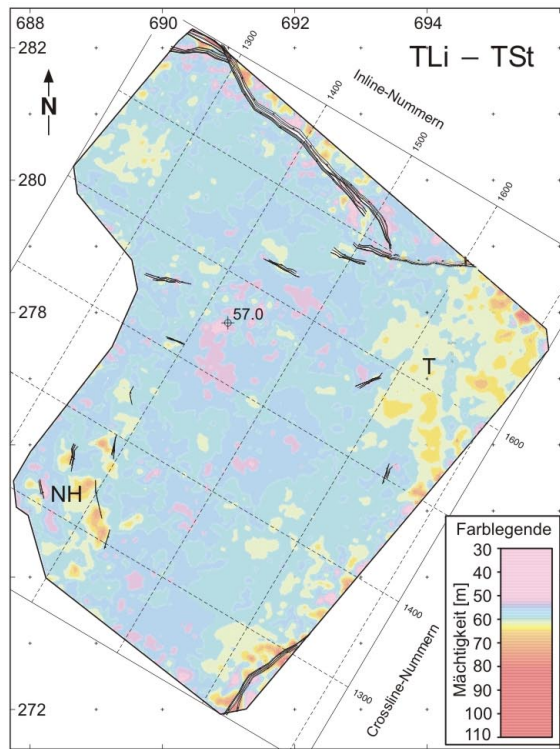 688 690 692 694
282
TLi – TSt
N
1300
1400
Inline-Nummern
1500
280
1600
278
57.0
T
1600
NH
Farblegende
30
40
50
60
70
80
90
100
110
Mächtigkeit [m]
1400
Crossline-Nummern
1300
272